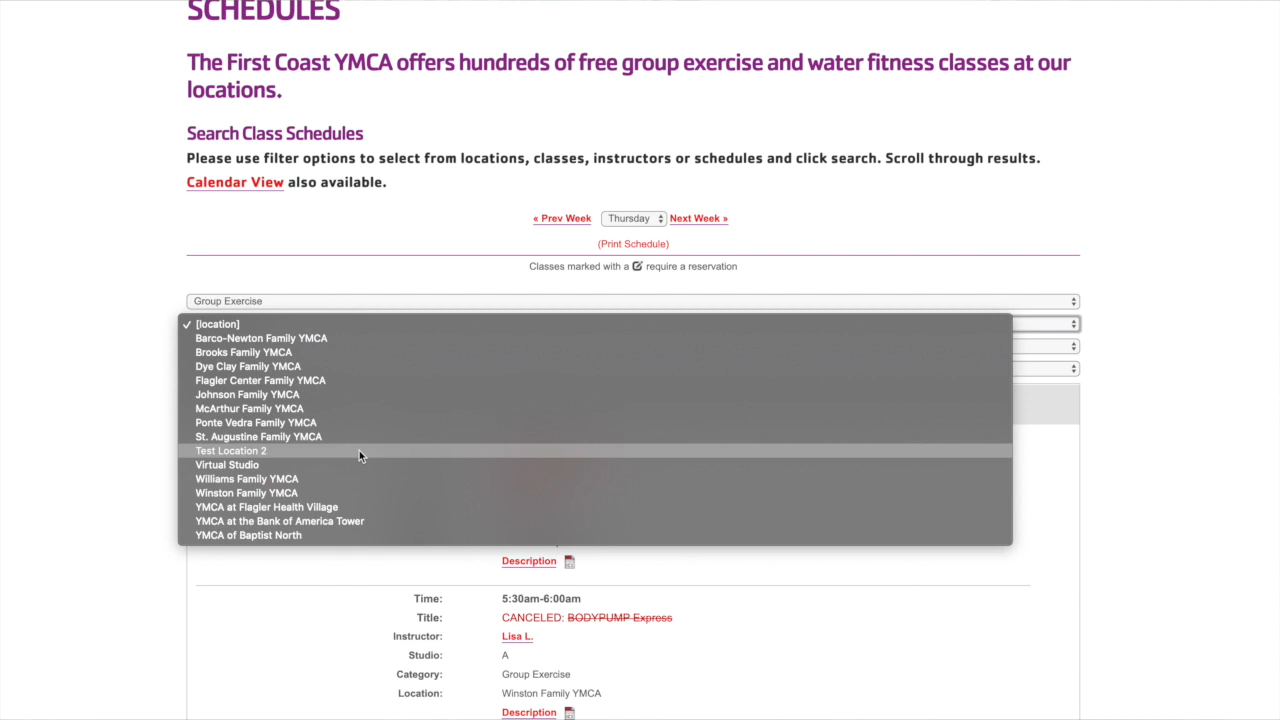 SCHEDULES
The First Coast YMCA offers hundreds of free group exercise and water fitness classes at our
locations.
Search Class Schedules
Please use filter options to select from locations, classes, instructors or schedules and click search. Scroll through results.
Calendar View also available.
« Prev Week Thursday Next Week »
(Print Schedule)
Classes marked with a require a reservation
Group Exercise
✓ [location]
Barco-Newton Family YMCA
Brooks Family YMCA
Dye Clay Family YMCA
Flagler Center Family YMCA
Johnson Family YMCA
McArthur Family YMCA
Ponte Vedra Family YMCA
St. Augustine Family YMCA
Test Location 2
Virtual Studio
Williams Family YMCA
Winston Family YMCA
YMCA at Flagler Health Village
YMCA at the Bank of America Tower
YMCA of Baptist North
Description
Time: 5:30am-6:00am
Title: CANCELED: BODYPUMP Express
Instructor: Lisa L.
Studio: A
Category: Group Exercise
Location: Winston Family YMCA
Description